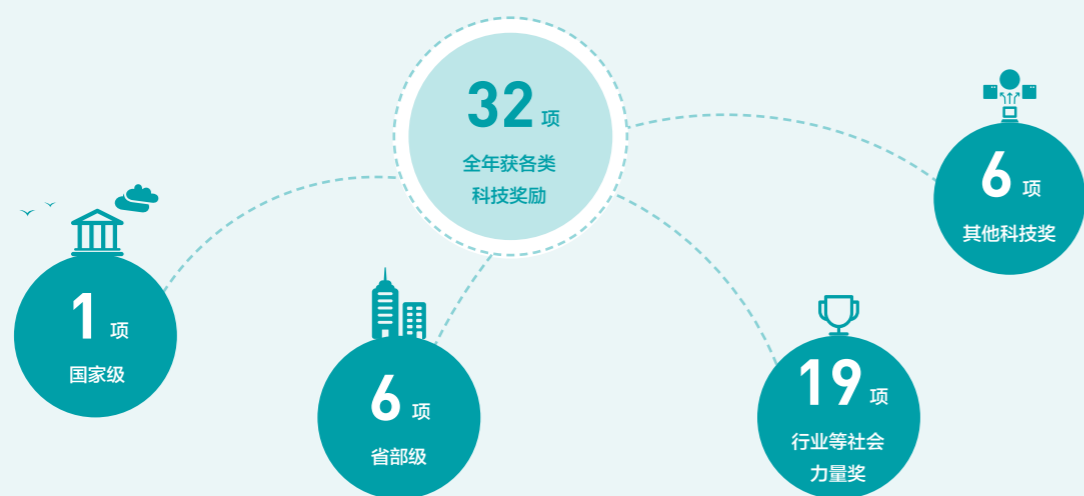 32 项
全年获各类
科技奖励
1 项
国家级
6 项
省部级
19 项
行业等社会
力量奖
6 项
其他科技奖